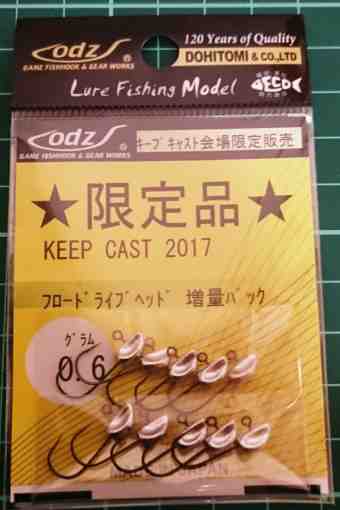 odz ®
GAME FISHHOOK & GEAR WORKS
120 Years of Quality
DOHITOMI & CO.,LTD
Lure Fishing Model
odz ®
GAME FISHHOOK & GEAR WORKS
キープキャスト会場限定販売
★限定品★
KEEP CAST 2017
フロードライブヘッド 増量パック
グラム
0.6